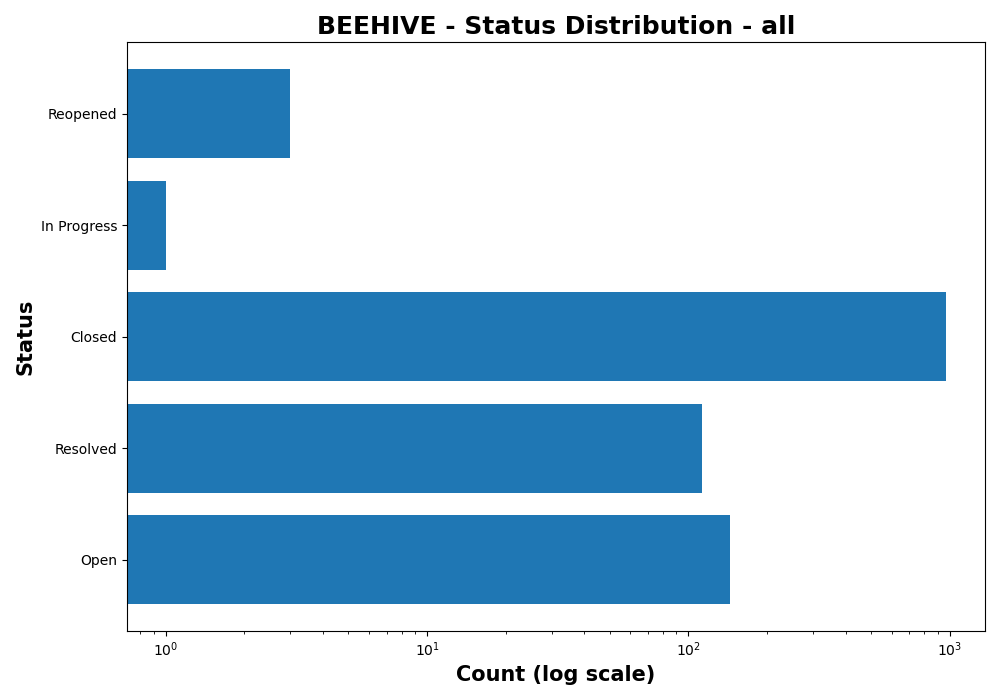 BEEHIVE - Status Distribution - all
Status
Reopened
In Progress
Closed
Resolved
Open
10⁰ 10¹ 10² 10³
Count (log scale)